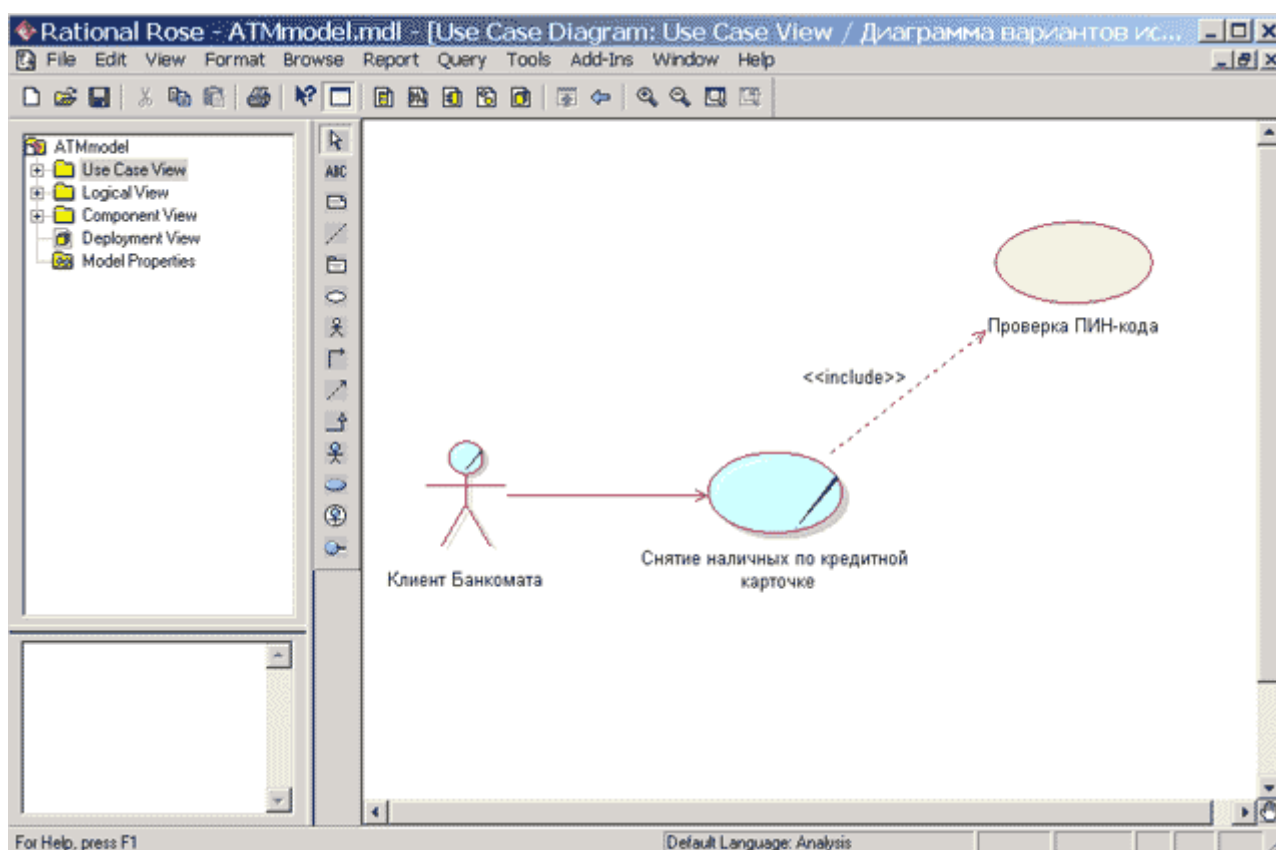 Rational Rose - ATMmodel.mdl - [Use Case Diagram: Use Case View / Диаграмма вариантов ис...
File Edit View Format Browse Report Query Tools Add-Ins Window Help
ATMmodel
Use Case View
Logical View
Component View
Deployment View
Model Properties
ABC
Проверка ПИН-кода
<<include>>
Снятие наличных по кредитной
карточке
Клиент Банкомата
For Help, press F1
Default Language: Analysis